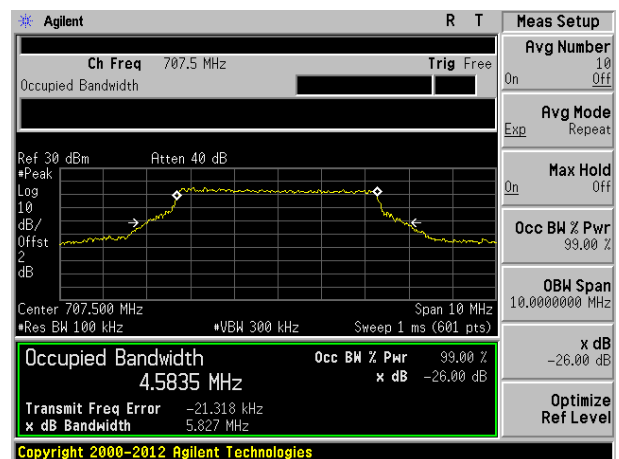 Agilent R T
Meas Setup
Ch Freq 707.5 MHz Trig Free
Occupied Bandwidth
Avg Number
10
On Off
Avg Mode
Exp Repeat
Max Hold
On Off
Occ BW % Pwr
99.00 %
OBW Span
10.0000000 MHz
x dB
-26.00 dB
Optimize
Ref Level
Ref 30 dBm Atten 40 dB
#Peak
Log
10
dB/
Offst
2
dB
Center 707.500 MHz Span 10 MHz
#Res BW 100 kHz #VBW 300 kHz Sweep 1 ms (601 pts)
Occupied Bandwidth Occ BW % Pwr 99.00 %
4.5835 MHz x dB -26.00 dB
Transmit Freq Error -21.318 kHz
x dB Bandwidth 5.827 MHz
Copyright 2000-2012 Agilent Technologies